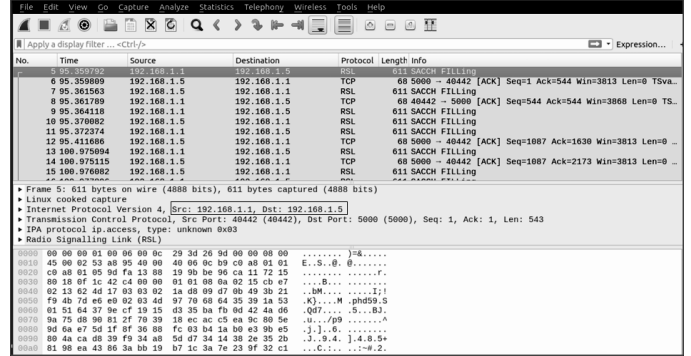 File Edit View Go Capture Analyze Statistics Telephony Wireless Tools Help
Apply a display filter ... <Ctrl-/> Expression...
No. Time Source Destination Protocol Length Info
5 95.359792 192.168.1.1 192.168.1.5 RSL 611 SACCH FILLing
6 95.359809 192.168.1.5 192.168.1.1 TCP 68 5000 → 40442 [ACK] Seq=1 Ack=544 Win=3813 Len=0 TSva…
7 95.361563 192.168.1.5 192.168.1.1 RSL 611 SACCH FILLing
8 95.361789 192.168.1.1 192.168.1.5 TCP 68 40442 → 5000 [ACK] Seq=544 Ack=544 Win=3868 Len=0 TS…
9 95.364118 192.168.1.1 192.168.1.5 RSL 611 SACCH FILLing
10 95.370082 192.168.1.5 192.168.1.1 RSL 611 SACCH FILLing
11 95.372374 192.168.1.1 192.168.1.5 RSL 611 SACCH FILLing
12 95.411686 192.168.1.5 192.168.1.1 TCP 68 5000 → 40442 [ACK] Seq=1087 Ack=1630 Win=3813 Len=0 …
13 100.975094 192.168.1.1 192.168.1.5 RSL 611 SACCH FILLing
14 100.975115 192.168.1.5 192.168.1.1 TCP 68 5000 → 40442 [ACK] Seq=1087 Ack=2173 Win=3813 Len=0 …
15 100.976082 192.168.1.5 192.168.1.1 RSL 611 SACCH FILLing
Frame 5: 611 bytes on wire (4888 bits), 611 bytes captured (4888 bits)
Linux cooked capture
Internet Protocol Version 4, Src: 192.168.1.1, Dst: 192.168.1.5
Transmission Control Protocol, Src Port: 40442 (40442), Dst Port: 5000 (5000), Seq: 1, Ack: 1, Len: 543
IPA protocol ip.access, type: unknown 0x03
Radio Signalling Link (RSL)
0000 00 00 00 01 00 06 00 0c 29 3d 26 9d 00 00 08 00 ........ )=&.....
0010 45 00 02 53 a8 95 40 00 40 06 0c b9 c0 a8 01 01 E..S..@. @.......
0020 c0 a8 01 05 9d fa 13 88 19 9b be 96 ca 11 72 15 ........ ......r.
0030 80 18 0f 1c 42 c4 00 00 01 01 08 0a 02 15 cb e7 ....B... ........
0040 02 13 62 4d 17 03 03 02 1a d8 09 d7 0b 49 3b 21 ..bM.... .....I;!
0050 f9 4b 7d e6 e0 02 03 4d 97 70 68 64 35 39 1a 53 .K}....M .phd59.S
0060 01 51 64 37 9e cf 19 15 d3 35 ba fb 0d 42 4a d6 .Qd7.... .5...BJ.
0070 9a 75 d8 90 81 2f 70 39 18 ec ac c5 ea 9c 80 5e .u.../p9 .......^
0080 9d 6a e7 5d 1f 8f 36 88 fc 03 b4 1a b0 e3 9b e5 .j.]..6. ........
0090 80 4a ca d8 39 f9 34 a8 5d d7 34 14 38 2e 35 2b .J..9.4. ].4.8.5+
00a0 81 98 ea 43 86 3a bb 19 b7 1c 3a 7e 23 9f 32 c1 ...C.:.. ..:~#.2.